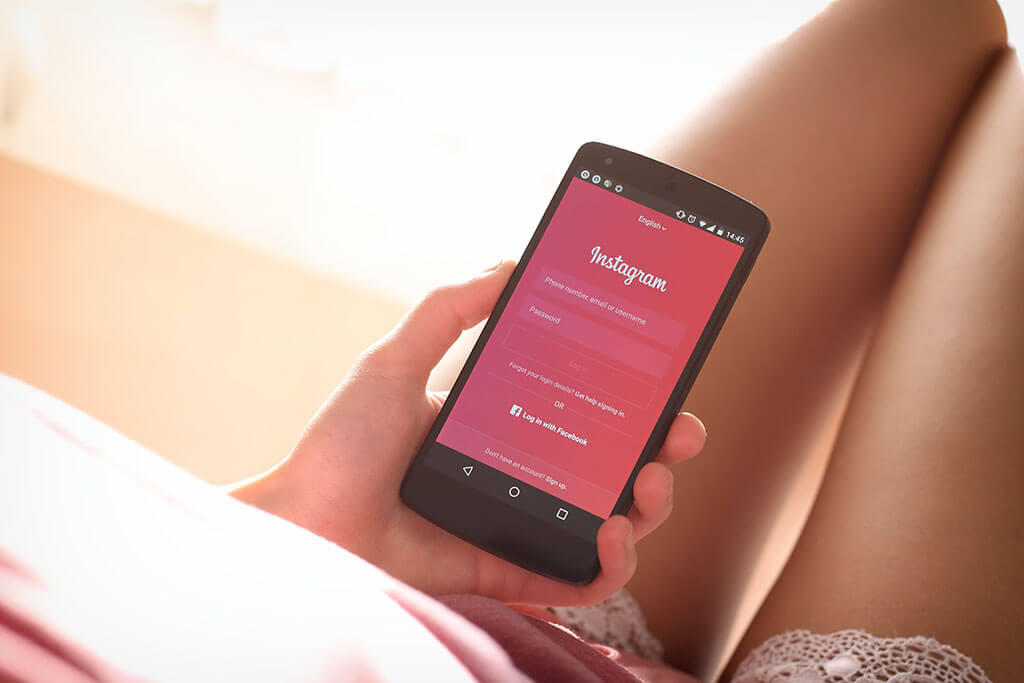 14:45
English
Instagram
Phone number, email or username
Password
Log In
Forgot your login details? Get help signing in.
OR
Log in with Facebook
Don't have an account? Sign up.